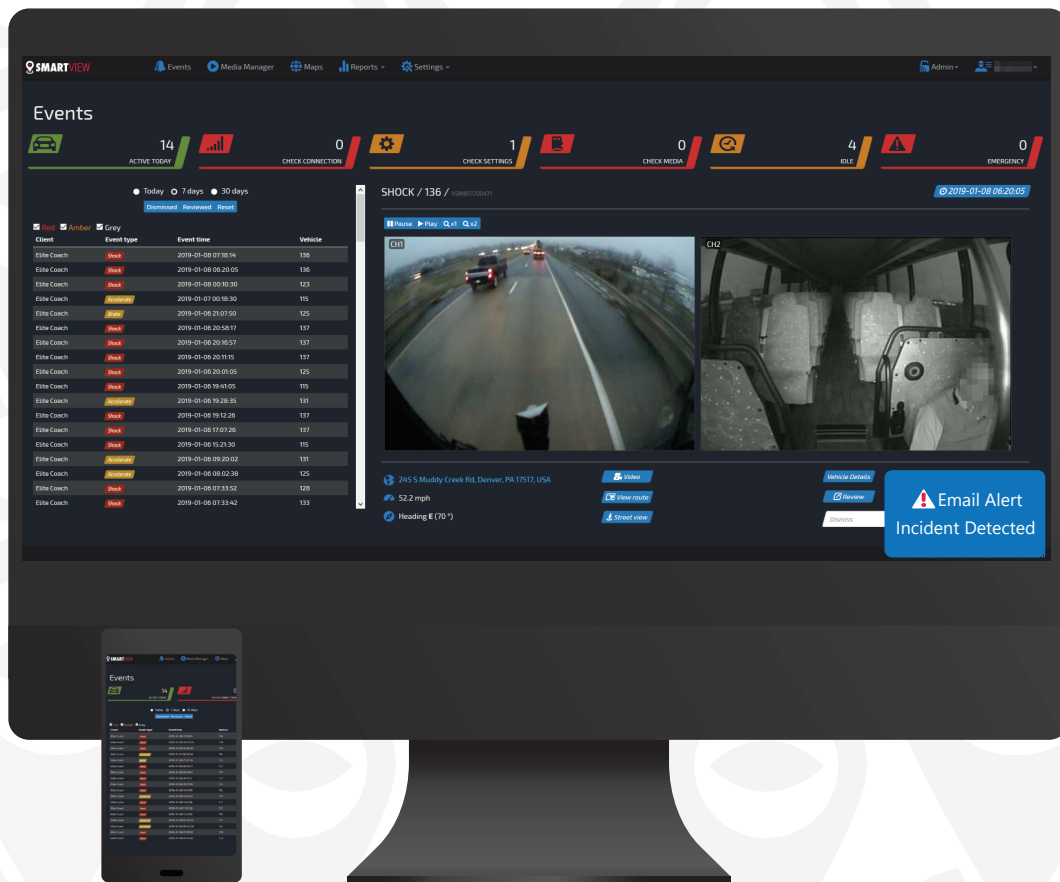 SMARTVIEW Events Media Manager Maps Reports Settings Admin
Events
14 ACTIVE TODAY
0 CHECK CONNECTION
1 CHECK SETTINGS
0 CHECK MEDIA
4 IDLE
0 EMERGENCY
Today 7 days 30 days
Dismissed Reviewed Reset
Red Amber Grey
Client Event type Event time Vehicle
Elite Coach Shock 2019-01-08 07:18:14 136
Elite Coach Shock 2019-01-08 06:20:05 136
Elite Coach Shock 2019-01-08 00:10:30 123
Elite Coach Accelerate 2019-01-07 00:18:30 115
Elite Coach Brake 2019-01-06 21:07:50 125
Elite Coach Shock 2019-01-06 20:58:17 137
Elite Coach Shock 2019-01-06 20:16:57 137
Elite Coach Shock 2019-01-06 20:11:15 137
Elite Coach Shock 2019-01-06 20:01:05 125
Elite Coach Shock 2019-01-06 19:41:05 115
Elite Coach Accelerate 2019-01-06 19:28:35 131
Elite Coach Shock 2019-01-06 19:12:26 137
Elite Coach Shock 2019-01-06 17:07:26 137
Elite Coach Shock 2019-01-06 15:21:30 115
Elite Coach Accelerate 2019-01-06 09:20:02 131
Elite Coach Accelerate 2019-01-06 08:02:38 125
Elite Coach Shock 2019-01-06 07:33:52 128
Elite Coach Shock 2019-01-06 07:33:42 133
SHOCK / 136 /
2019-01-08 06:20:05
Pause Play x1 x2
CH1
CH2
245 S Muddy Creek Rd, Denver, PA 17517, USA
52.2 mph
Heading E (70 °)
Video
View route
Street view
Vehicle Details
Review
Dismiss
Email Alert
Incident Detected
SMART
Events
14
ACTIVE TODAY